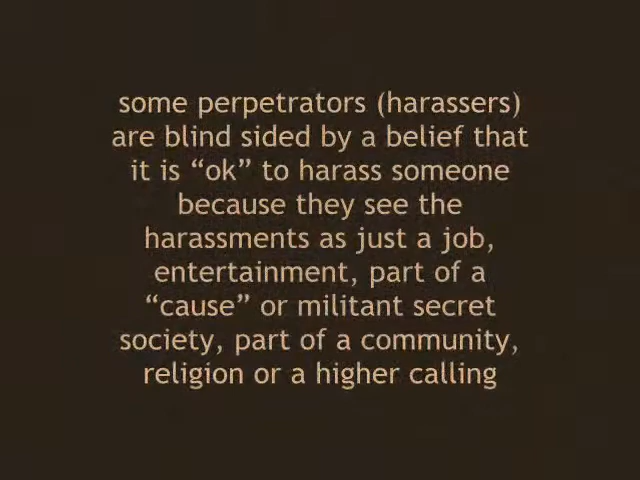 some perpetrators (harassers)
are blind sided by a belief that
it is “ok” to harass someone
because they see the
harassments as just a job,
entertainment, part of a
“cause” or militant secret
society, part of a community,
religion or a higher calling